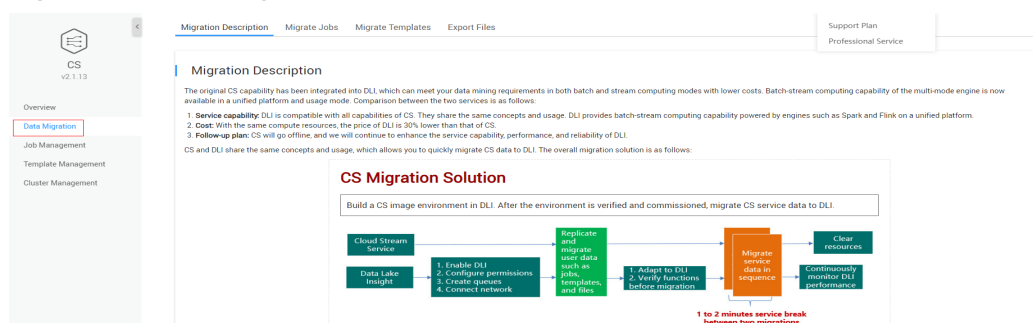 Migration Description Migrate Jobs Migrate Templates Export Files
Support Plan
Professional Service
CS
v2.1.13
Overview
Data Migration
Job Management
Template Management
Cluster Management
Migration Description
The original CS capability has been integrated into DLI, which can meet your data mining requirements in both batch and stream computing modes with lower costs. Batch-stream computing capability of the multi-mode engine is now
available in a unified platform and usage mode. Comparison between the two services is as follows:
1. Service capability: DLI is compatible with all capabilities of CS. They share the same concepts and usage. DLI provides batch-stream computing capability powered by engines such as Spark and Flink on a unified platform.
2. Cost: With the same compute resources, the price of DLI is 30% lower than that of CS.
3. Follow-up plan: CS will go offline, and we will continue to enhance the service capability, performance, and reliability of DLI.
CS and DLI share the same concepts and usage, which allows you to quickly migrate CS data to DLI. The overall migration solution is as follows:
CS Migration Solution
Build a CS image environment in DLI. After the environment is verified and commissioned, migrate CS service data to DLI.
Cloud Stream
Service
Data Lake
Insight
1. Enable DLI
2. Configure permissions
3. Create queues
4. Connect network
Replicate
and
migrate
user data
such as
jobs,
templates,
and files
1. Adapt to DLI
2. Verify functions
before migration
Migrate
service
data in
sequence
Clear
resources
Continuously
monitor DLI
performance
1 to 2 minutes service break
between two migrations